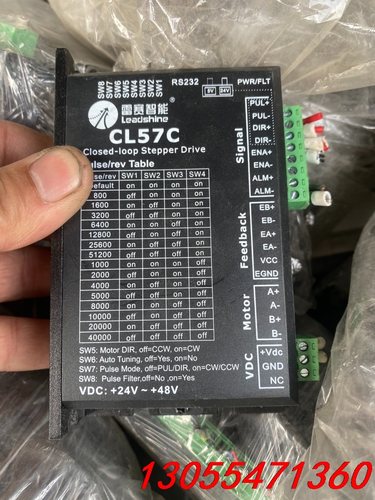 SW8
SW7
SW6
SW5
SW4
SW3
SW2
SW1
RS232
5V
24V
PWR/FLT
雷赛智能
Leadshine
CL57C
Closed-loop Stepper Drive
Pulse/rev Table
Pulse/rev SW1 SW2 SW3 SW4
Default on on on on
800 off on on on
1600 on off on on
3200 off off on on
6400 on on off on
12800 off on off on
25600 on off off on
51200 off off off on
1000 on on on off
2000 off on on off
4000 on off on off
5000 off off on off
8000 on on off off
10000 off on off off
20000 on off off off
40000 off off off off
SW5: Motor DIR, off=CCW, on=CW
SW6: Auto Tuning, off=Yes, on=No
SW7: Pulse Mode, off=PUL/DIR, on=CW/CCW
SW8: Pulse Filter,off=No ,on=Yes
VDC: +24V ~ +48V
Signal
PUL+
PUL-
DIR+
DIR-
ENA+
ENA-
ALM+
ALM-
Feedback
EB+
EB-
EA+
EA-
VCC
EGND
Motor
A+
A-
B+
B-
VDC
+Vdc
GND
NC
13055471360